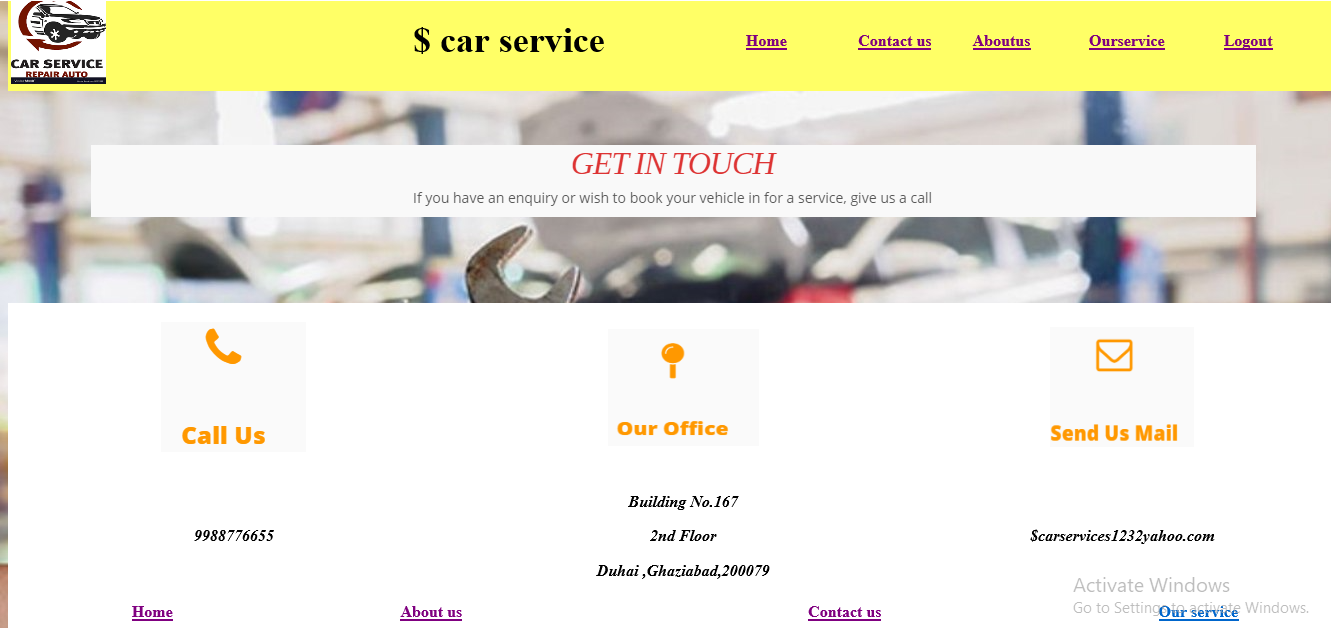 CAR SERVICE
REPAIR AUTO
$ car service
Home Contact us Aboutus Ourservice Logout
GET IN TOUCH
If you have an enquiry or wish to book your vehicle in for a service, give us a call
Call Us
Our Office
Send Us Mail
Building No.167
9988776655 2nd Floor $carservices1232yahoo.com
Duhai ,Ghaziabad,200079
Activate Windows
Go to Settings to activate Windows.
Home About us Contact us Our service